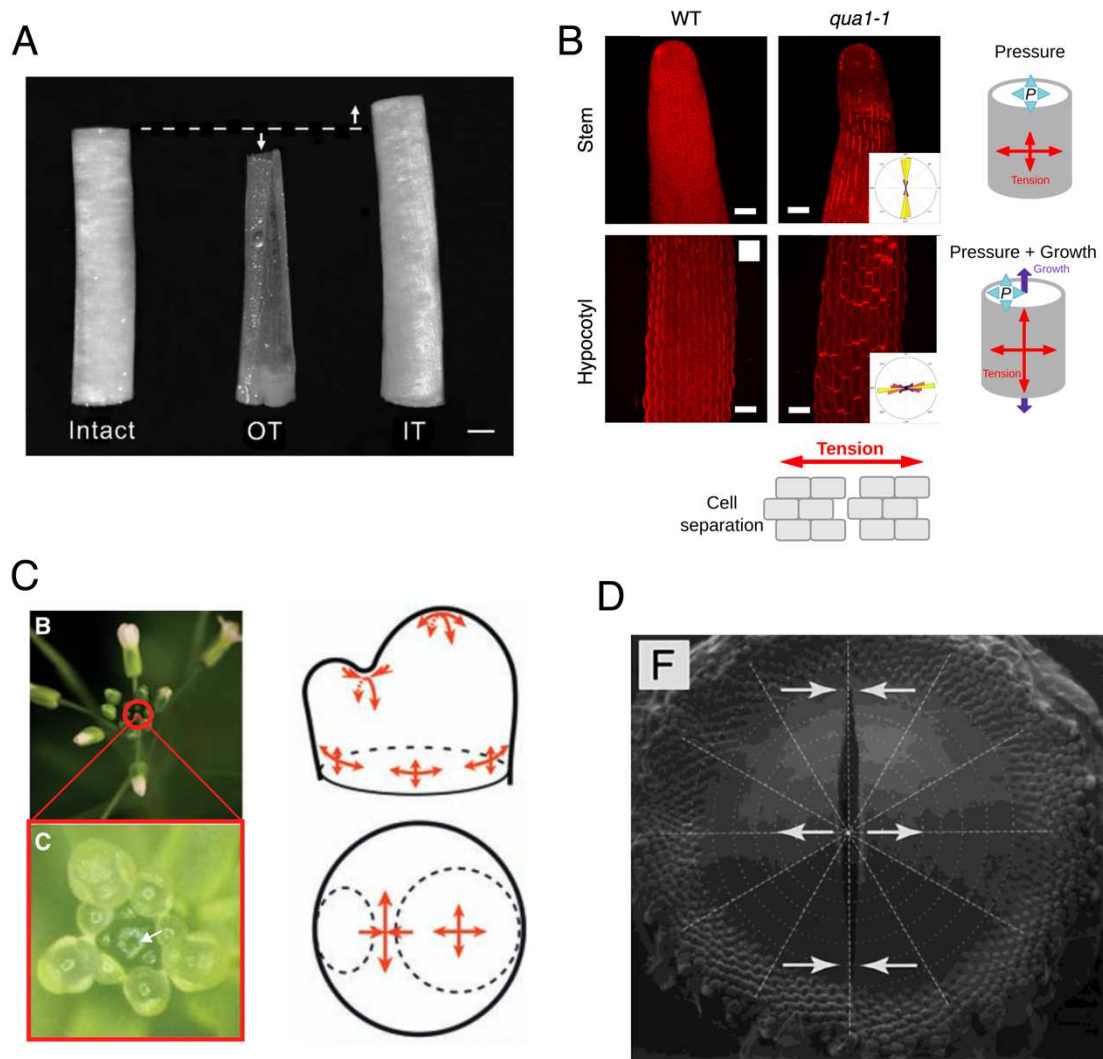 A
Intact
OT
IT
B
WT
qua1-1
Stem
Hypocotyl
Pressure
P
Tension
Pressure + Growth
Growth
P
Tension
Tension
Cell
separation
C
B
C
D
F